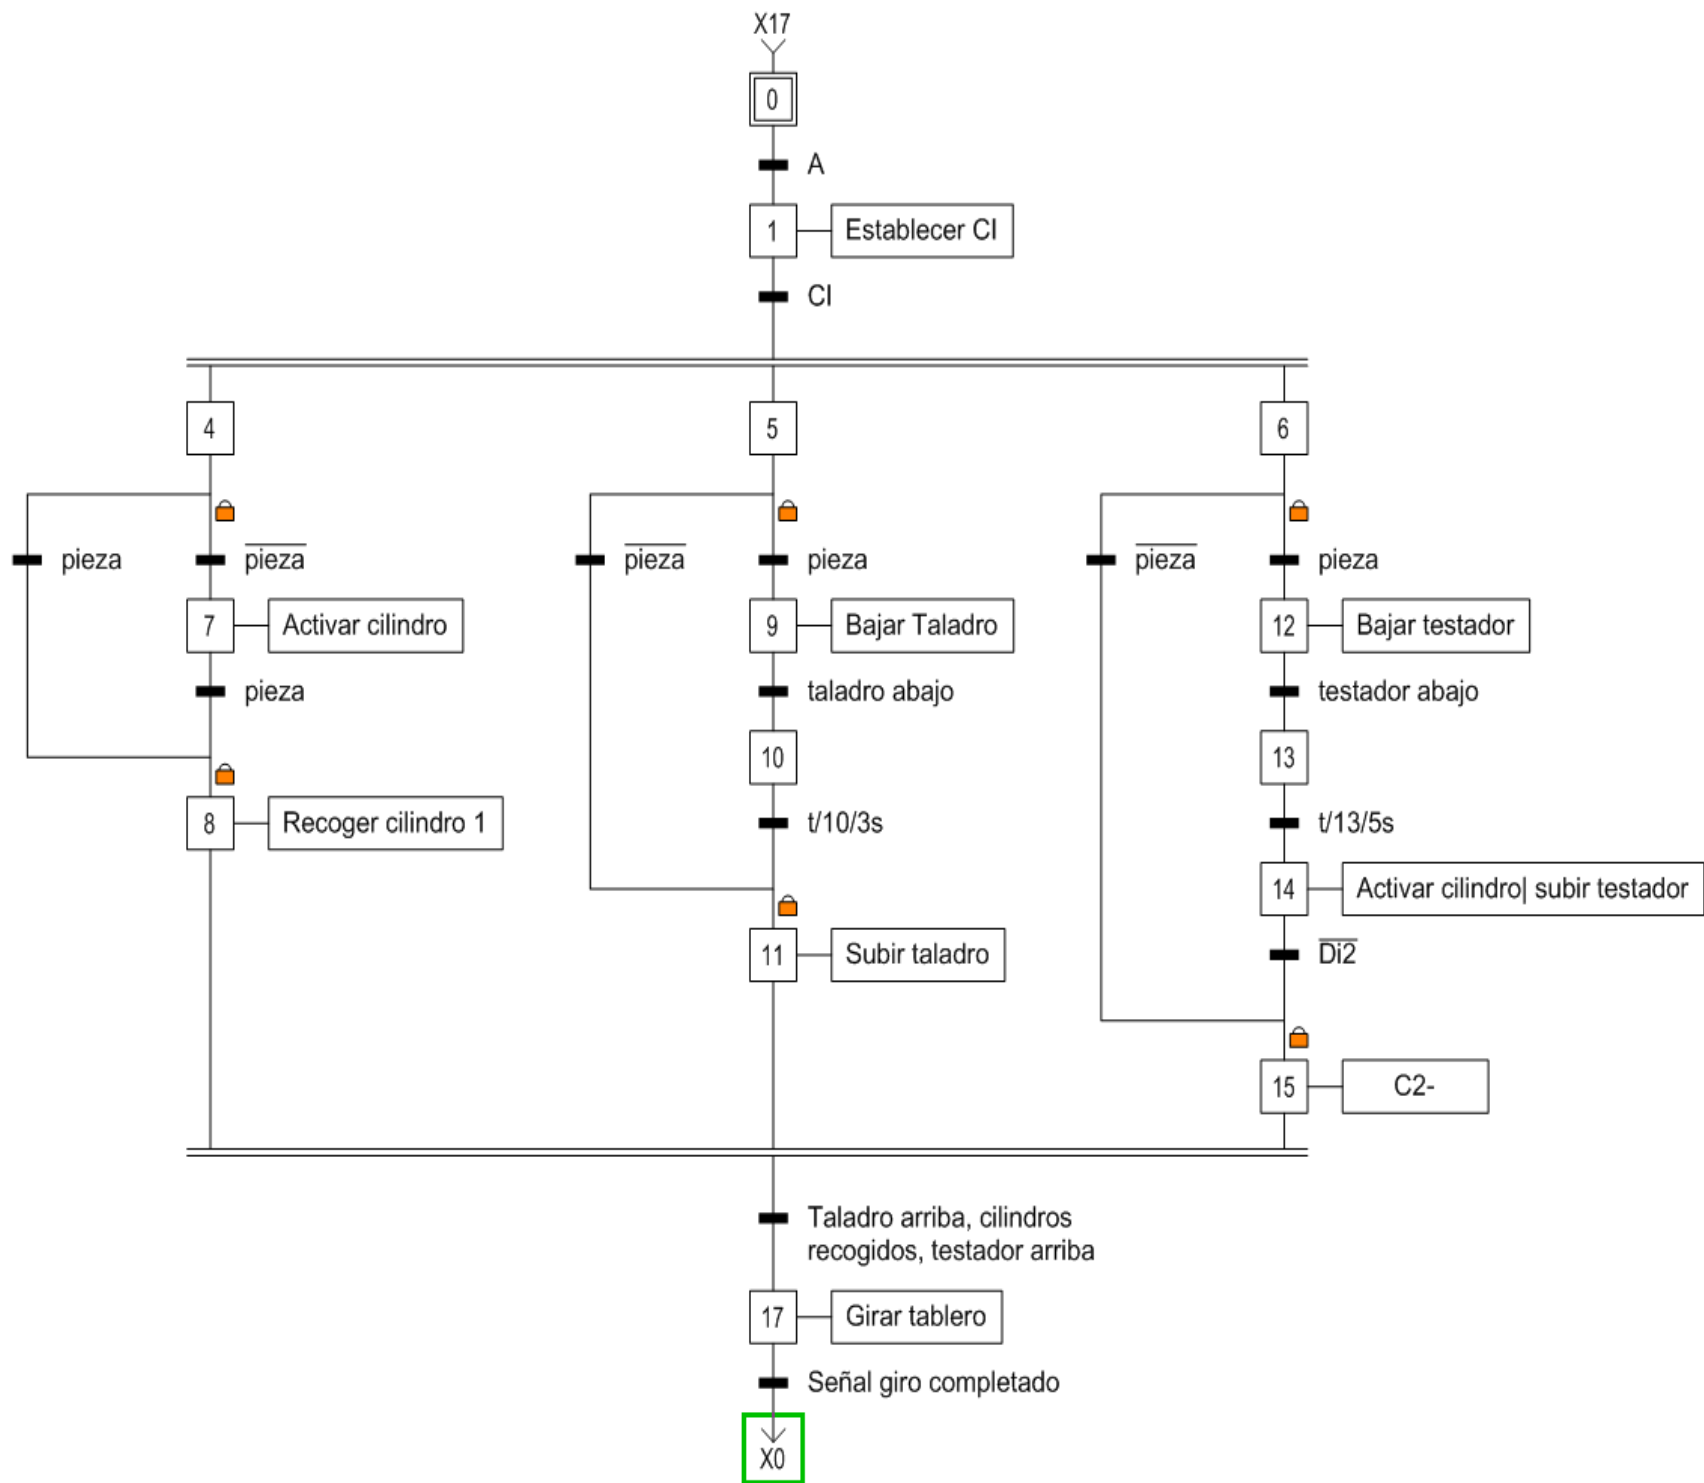 X17
0
A
1
Establecer CI
CI
4
5
6
pieza
pieza
pieza
pieza
pieza
pieza
7
Activar cilindro
9
Bajar Taladro
12
Bajar testador
pieza
taladro abajo
testador abajo
10
13
8
Recoger cilindro 1
t/10/3s
t/13/5s
14
Activar cilindro| subir testador
11
Subir taladro
Di2
15
C2-
Taladro arriba, cilindros
recogidos, testador arriba
17
Girar tablero
Señal giro completado
X0